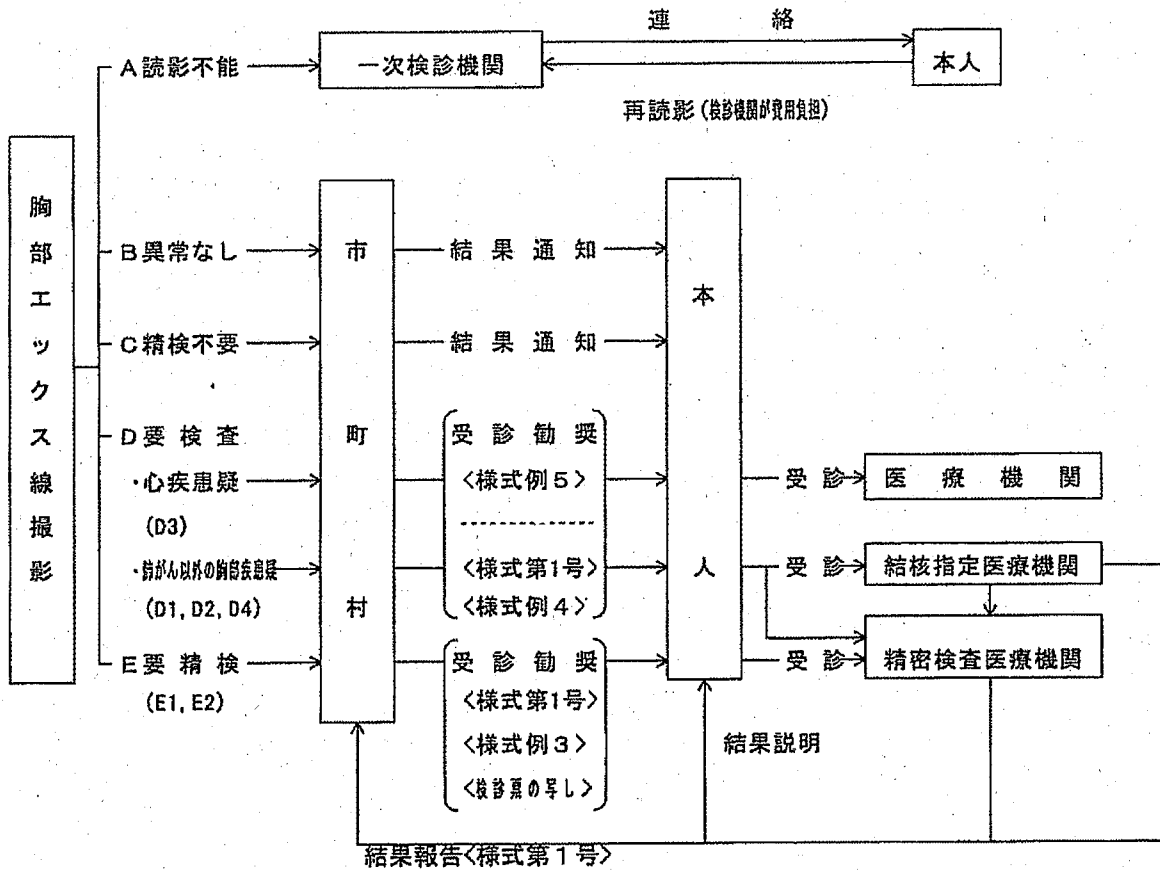 連絡
A読影不能
一次検診機関
本人
再読影(検診機関が費用負担)
胸部エックス線撮影
市町村
本人
B異常なし
結果通知
C精検不要
結果通知
D要検査
受診勧奨
・心疾患疑
<様式例5>
受診
医療機関
(D3)
・肺がん以外の胸部疾患疑
<様式第1号>
受診
結核指定医療機関
(D1, D2, D4)
<様式例4>
E要精検
受診勧奨
受診
精密検査医療機関
(E1, E2)
<様式第1号>
<様式例3>
結果説明
<検診票の写し>
結果報告<様式第1号>